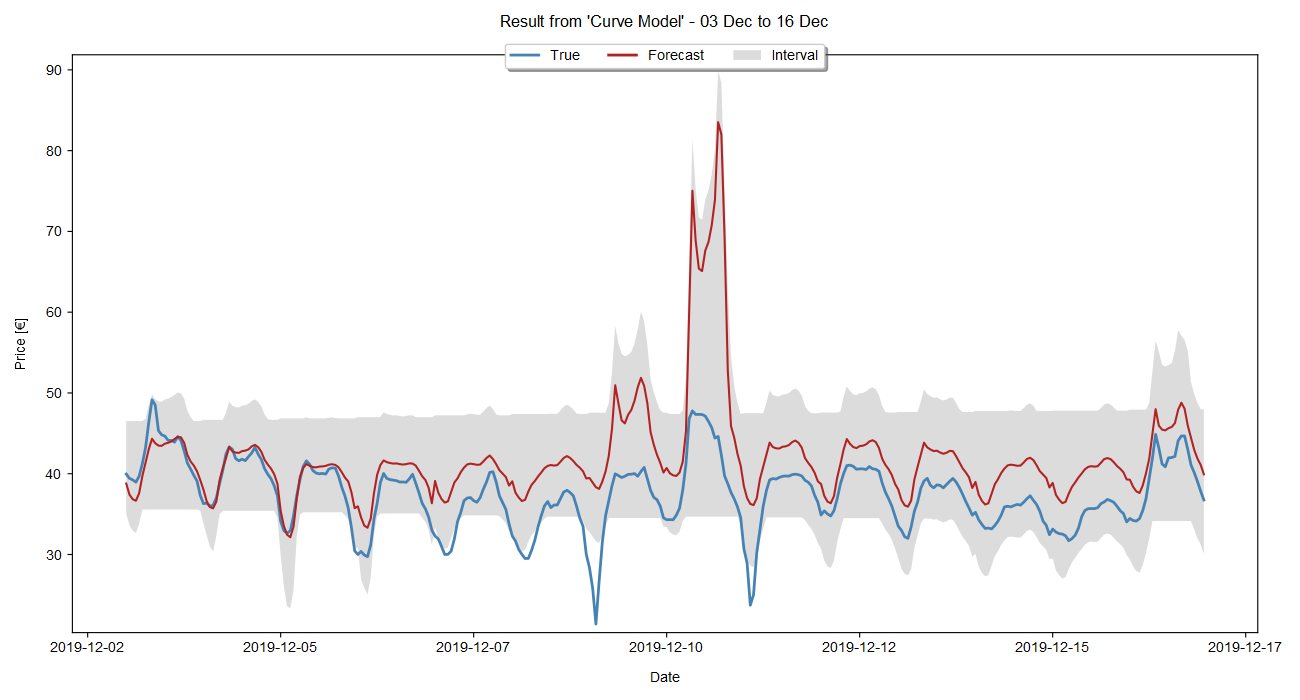 Result from 'Curve Model' - 03 Dec to 16 Dec
True
Forecast
Interval
90
80
70
60
50
40
30
Price [€]
2019-12-02
2019-12-05
2019-12-07
2019-12-10
2019-12-12
2019-12-15
2019-12-17
Date